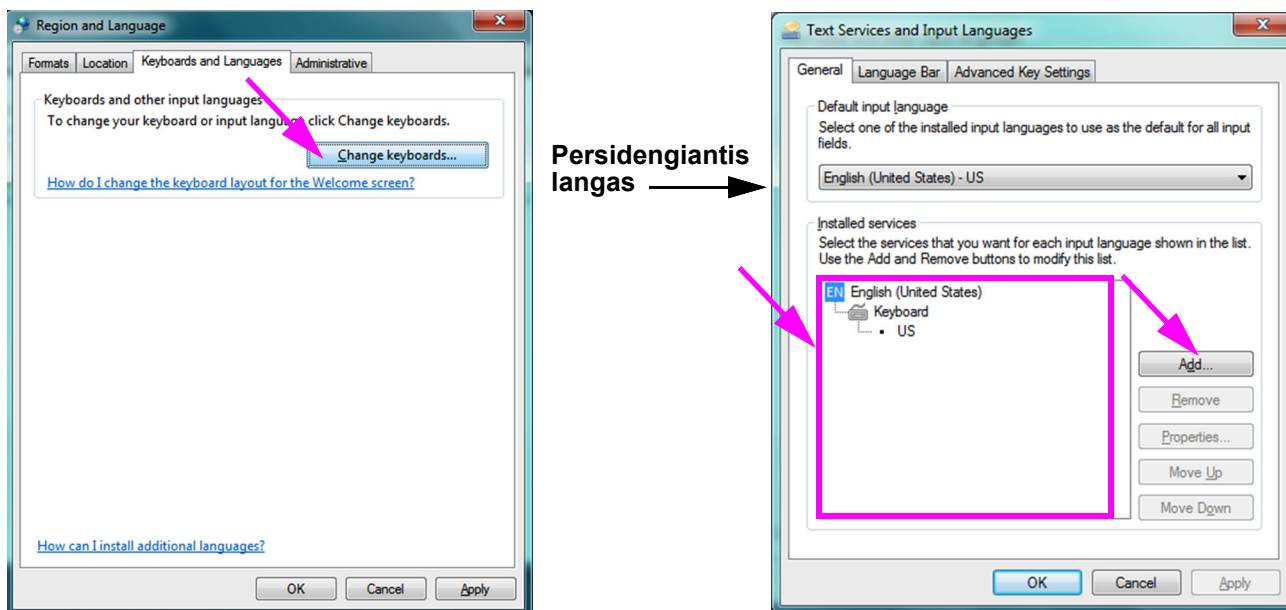 Region and Language
Formats Location Keyboards and Languages Administrative
Keyboards and other input languages
To change your keyboard or input language click Change keyboards.
Change keyboards...
How do I change the keyboard layout for the Welcome screen?
How can I install additional languages?
OK Cancel Apply
Persidengiantis
langas
Text Services and Input Languages
General Language Bar Advanced Key Settings
Default input language
Select one of the installed input languages to use as the default for all input
fields.
English (United States) - US
Installed services
Select the services that you want for each input language shown in the list.
Use the Add and Remove buttons to modify this list.
EN English (United States)
Keyboard
US
Add...
Remove
Properties...
Move Up
Move Down
OK Cancel Apply